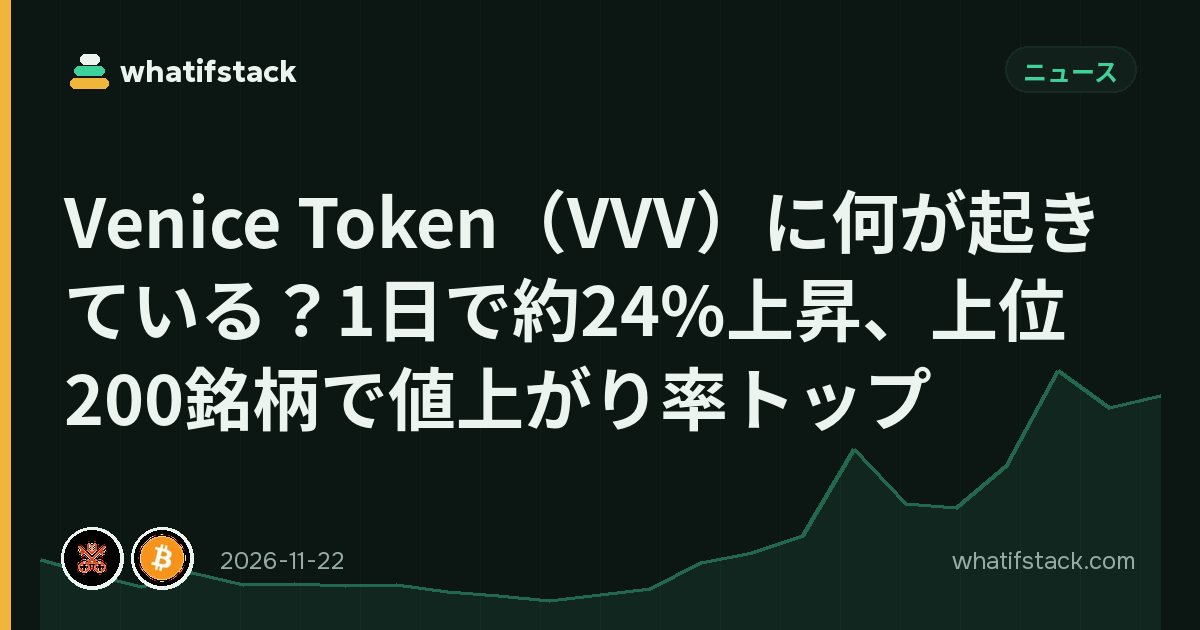 whatifstack
ニュース
Venice Token（VVV）に何が起き
ている？1日で約24%上昇、上位
200銘柄で値上がり率トップ
2026-11-22
whatifstack.com